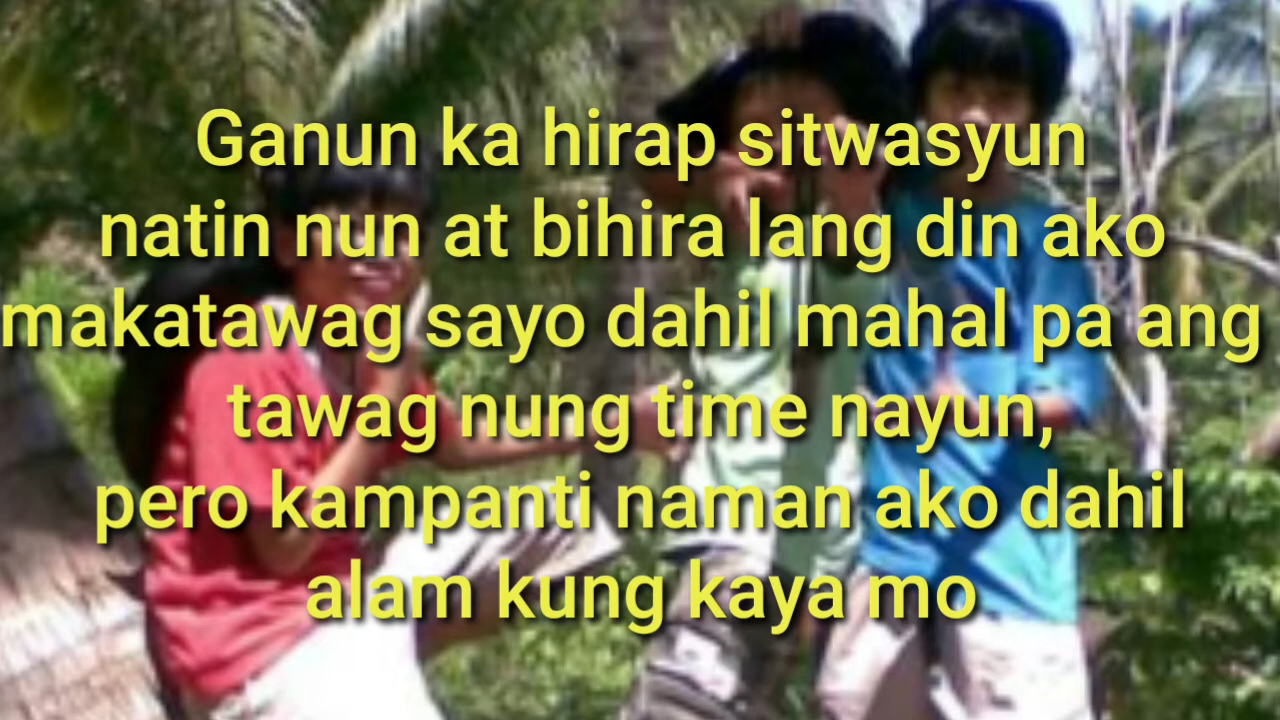 Ganun ka hirap sitwasyun
natin nun at bihira lang din ako
makatawag sayo dahil mahal pa ang
tawag nung time nayun,
pero kampanti naman ako dahil
alam kung kaya mo